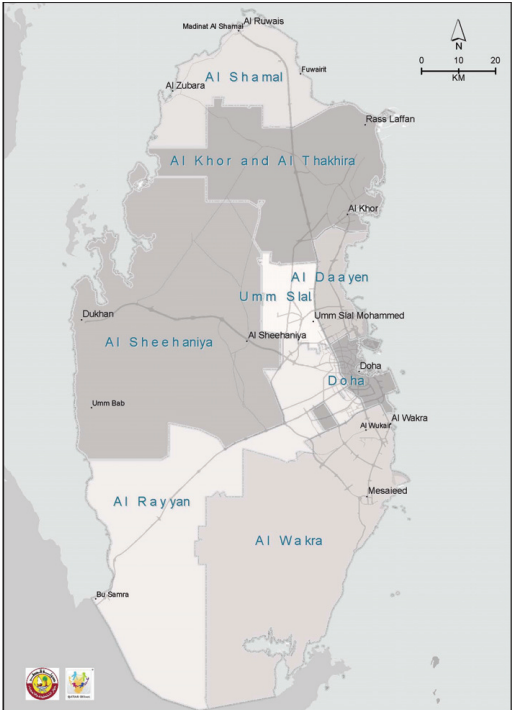 Al Ruwais
Madinat Al Shamal
N
0 10 20
KM
Fuwairit
Al Shamal
Al Zubara
Rass Laffan
Al Khor and Al Thakhira
Al Khor
Al Daayen
Umm Slal
Dukhan
Umm Slal Mohammed
Al Sheehaniya
Al Sheehaniya
Doha
Doha
Umm Bab
Al Wakra
Al Wukair
Mesaieed
Al Rayyan
Al Wakra
Bu Samra